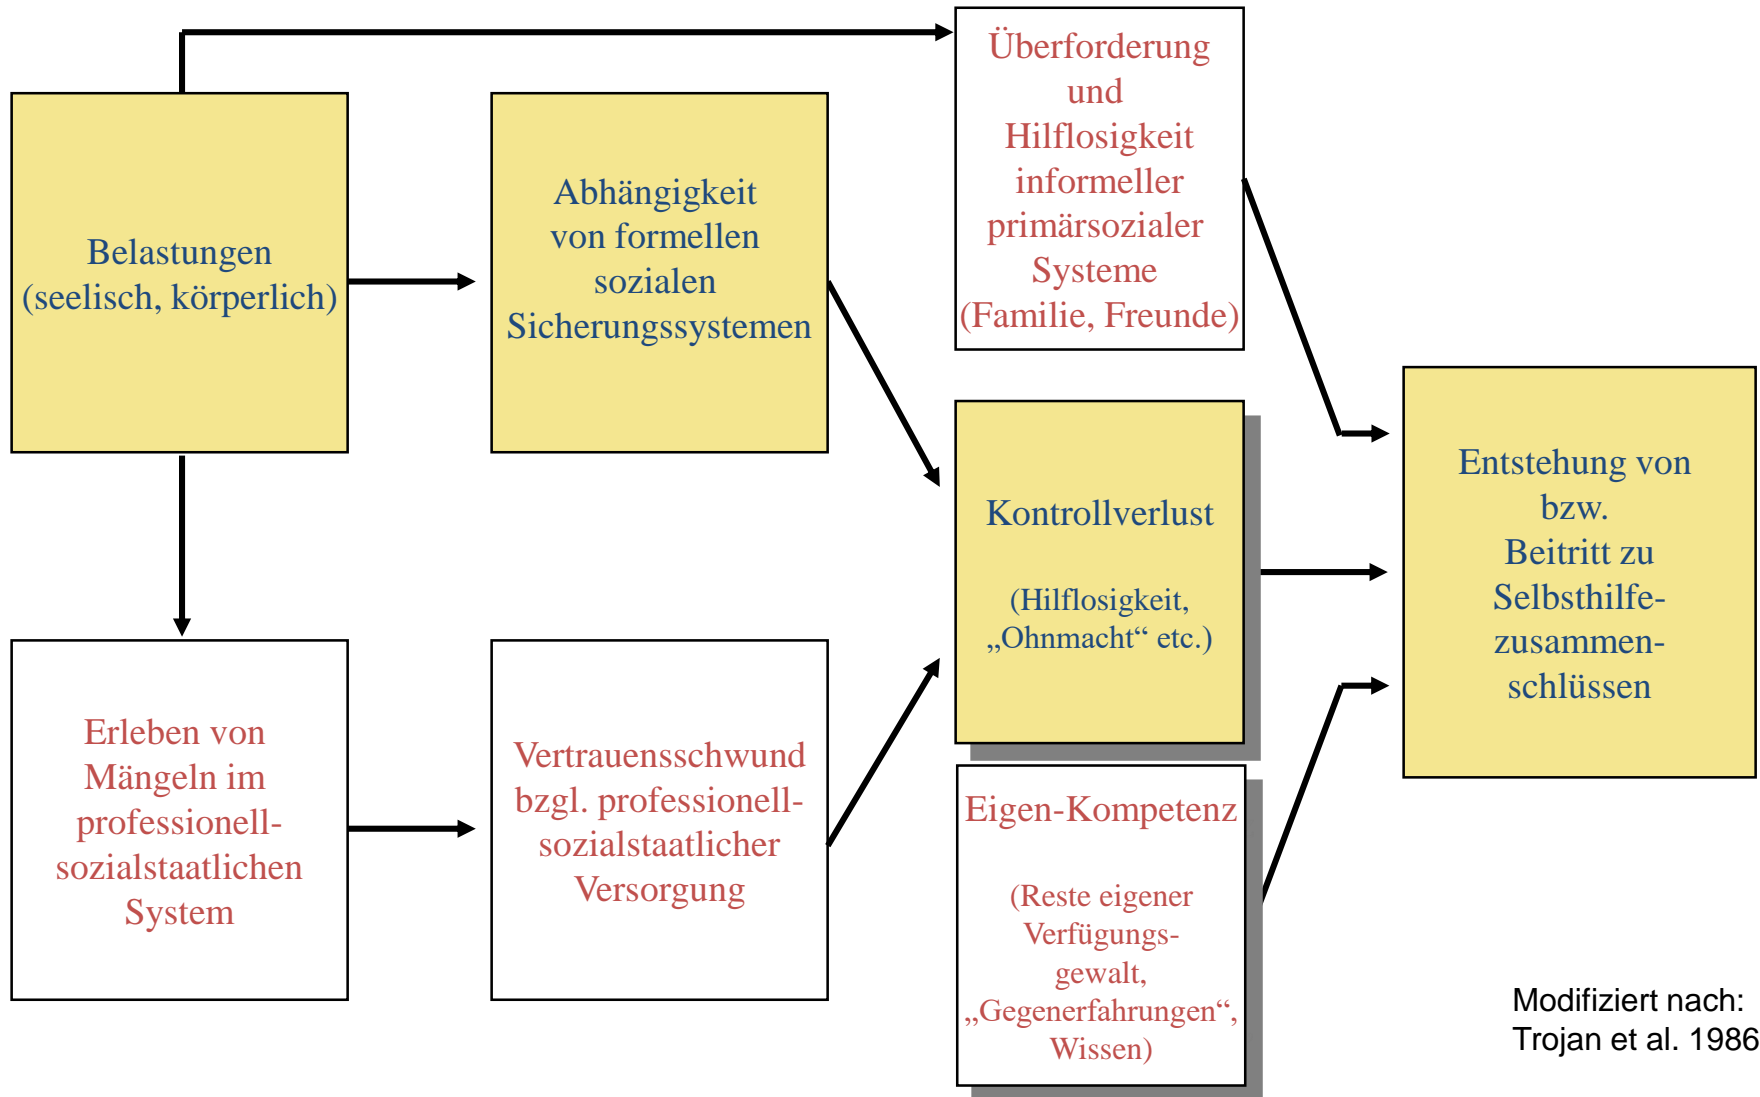 Überforderung
und
Hilflosigkeit
informeller
primärsozialer
Systeme
(Familie, Freunde)
Belastungen
(seelisch, körperlich)
Abhängigkeit
von formellen
sozialen
Sicherungssystemen
Kontrollverlust
(Hilflosigkeit,
„Ohnmacht“ etc.)
Entstehung von
bzw.
Beitritt zu
Selbsthilfe-
zusammen-
schlüssen
Erleben von
Mängeln im
professionell-
sozialstaatlichen
System
Vertrauensschwund
bzgl. professionell-
sozialstaatlicher
Versorgung
Eigen-Kompetenz
(Reste eigener
Verfügungs-
gewalt,
„Gegenerfahrungen“,
Wissen)
Modifiziert nach:
Trojan et al. 1986